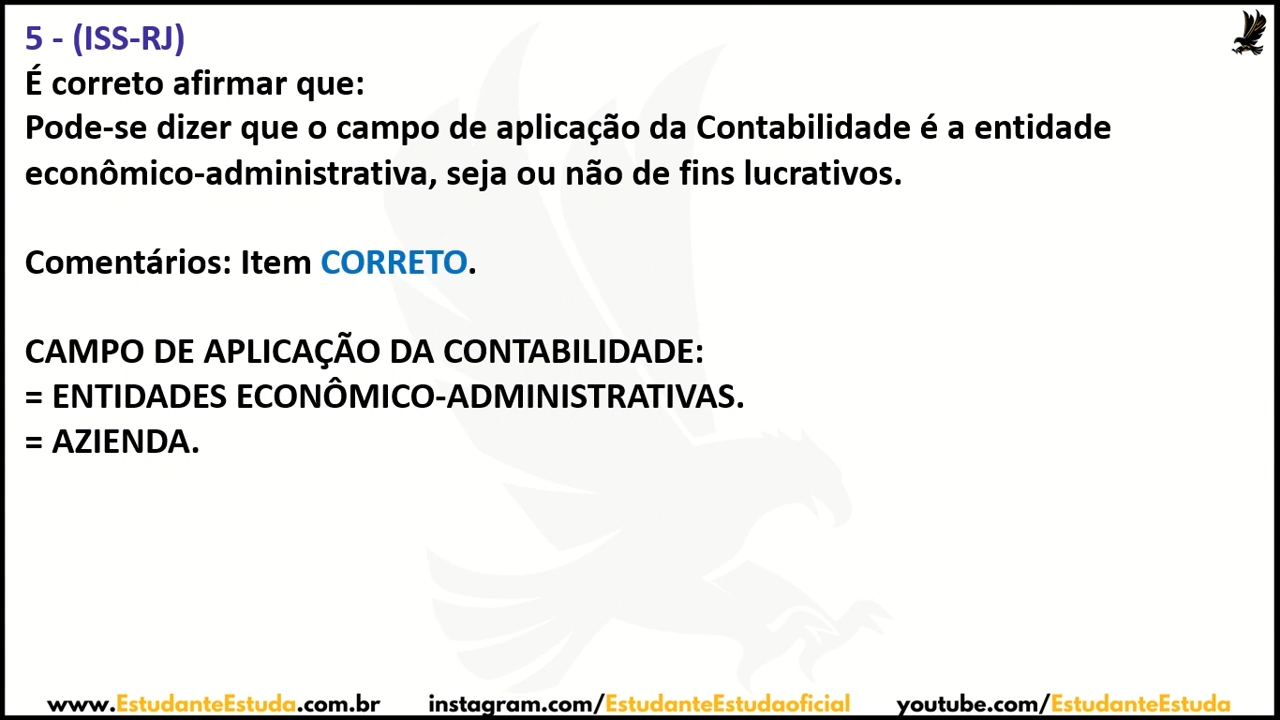 5 - (ISS-RJ)
É correto afirmar que:
Pode-se dizer que o campo de aplicação da Contabilidade é a entidade
econômico-administrativa, seja ou não de fins lucrativos.
Comentários: Item CORRETO.
CAMPO DE APLICAÇÃO DA CONTABILIDADE:
= ENTIDADES ECONÔMICO-ADMINISTRATIVAS.
= AZIENDA.
www.EstudanteEstuda.com.br instagram.com/EstudanteEstudaoficial youtube.com/EstudanteEstuda